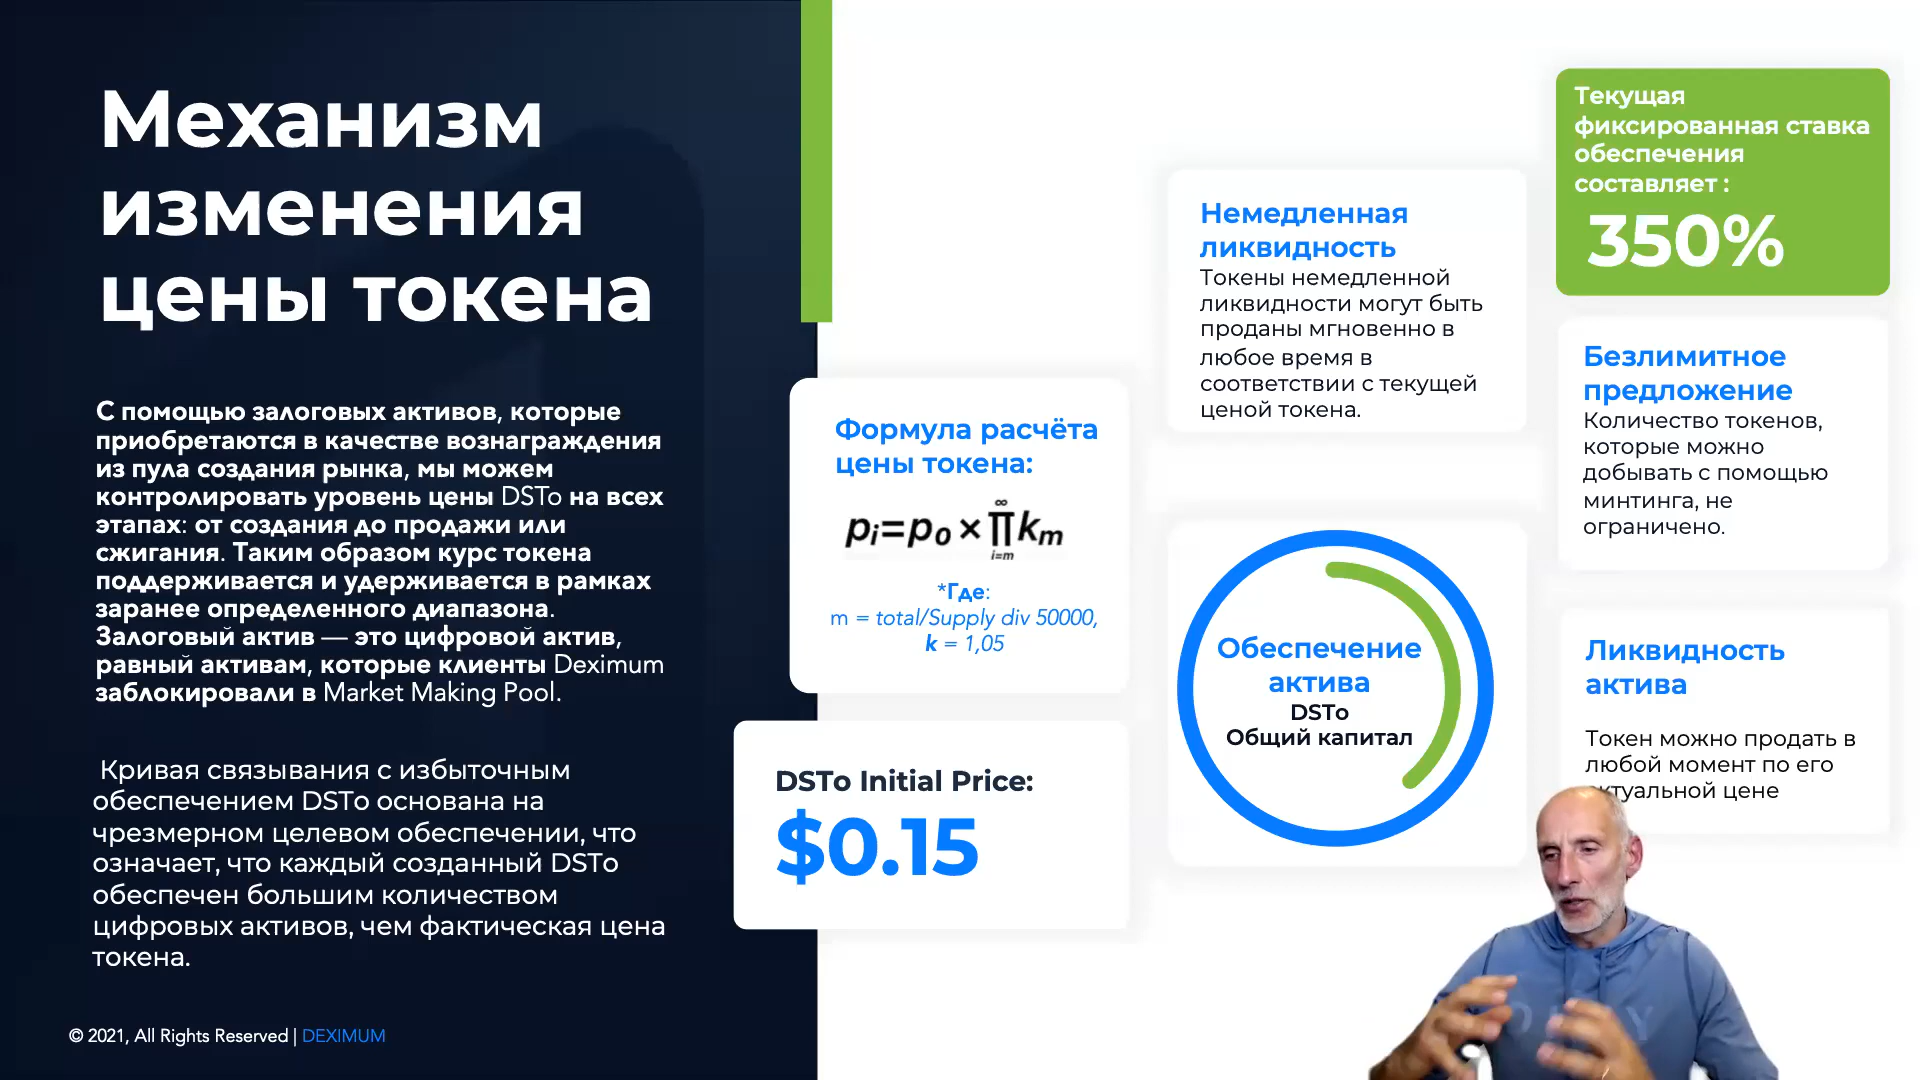 Механизм
изменения
цены токена
С помощью залоговых активов, которые
приобретаются в качестве вознаграждения
из пула создания рынка, мы можем
контролировать уровень цены DSTo на всех
этапах: от создания до продажи или
сжигания. Таким образом курс токена
поддерживается и удерживается в рамках
заранее определенного диапазона.
Залоговый актив — это цифровой актив,
равный активам, которые клиенты Deximum
заблокировали в Market Making Pool.
Кривая связывания с избыточным
обеспечением DSTo основана на
чрезмерном целевом обеспечении, что
означает, что каждый созданный DSTo
обеспечен большим количеством
цифровых активов, чем фактическая цена
токена.
© 2021, All Rights Reserved | DEXIMUM
Формула расчёта
цены токена:
∞
pᵢ=p₀×∏kₘ
i=m
*Где:
m = total/Supply div 50000,
k = 1,05
DSTo Initial Price:
$0.15
Немедленная
ликвидность
Токены немедленной
ликвидности могут быть
проданы мгновенно в
любое время в
соответствии с текущей
ценой токена.
Обеспечение
актива
DSTo
Общий капитал
Текущая
фиксированная ставка
обеспечения
составляет :
350%
Безлимитное
предложение
Количество токенов,
которые можно
добывать с помощью
минтинга, не
ограничено.
Ликвидность
актива
Токен можно продать в
любой момент по его
актуальной цене